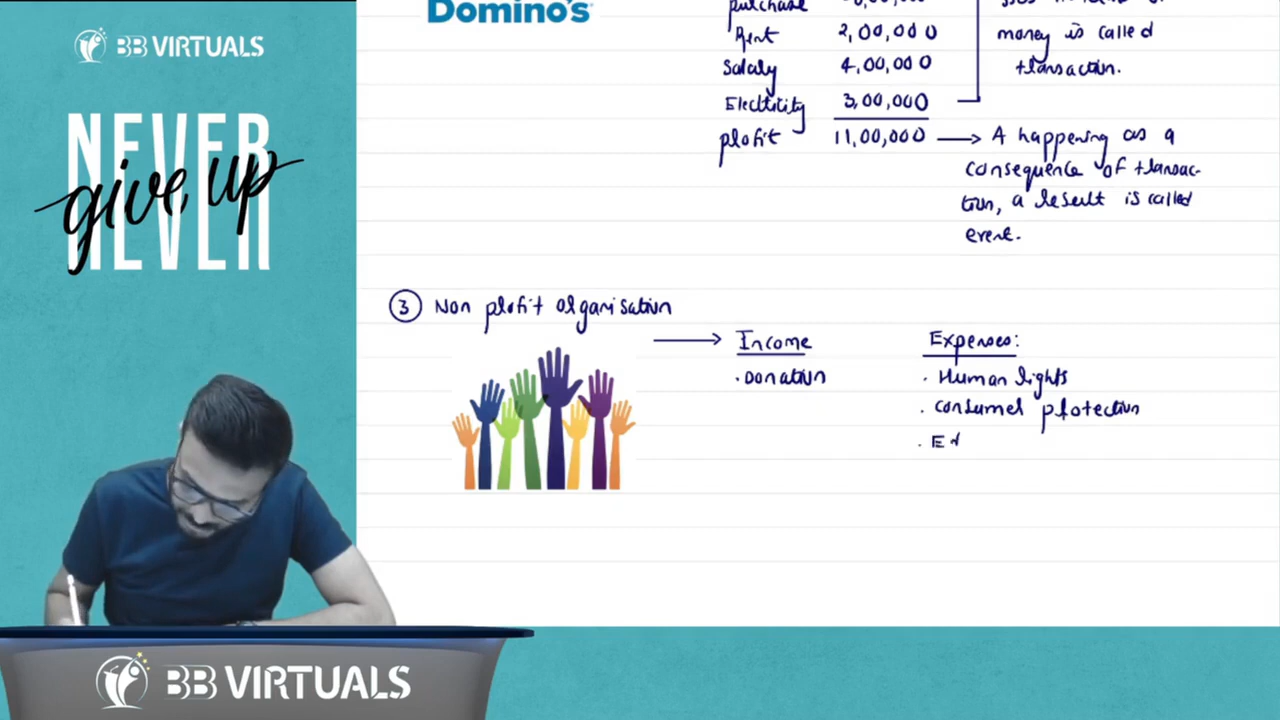 BB VIRTUALS
NEVER
give up
NEVER
Domino's
purchase
Rent 2,00,000
Salary 4,00,000
Electricity 3,00,000
profit 11,00,000
money is called
transaction.
A happening as a
consequence of transac-
tion, a result is called
event.
3 Non profit organisation
Income
. Donation
Expenses:
. Human rights
. Consumer protection
. Ed
BB VIRTUALS